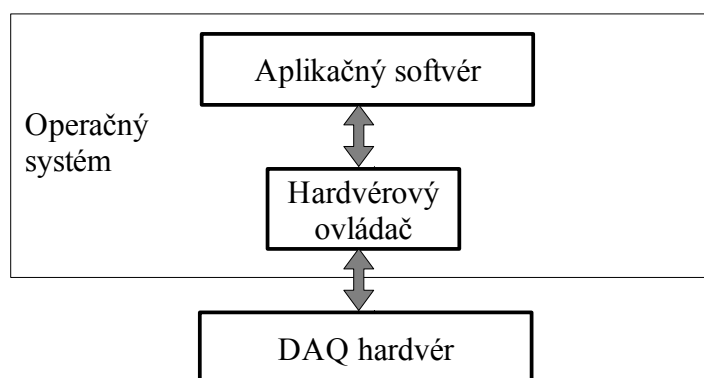 Aplikačný softvér
Operačný
systém
Hardvérový
ovládač
DAQ hardvér